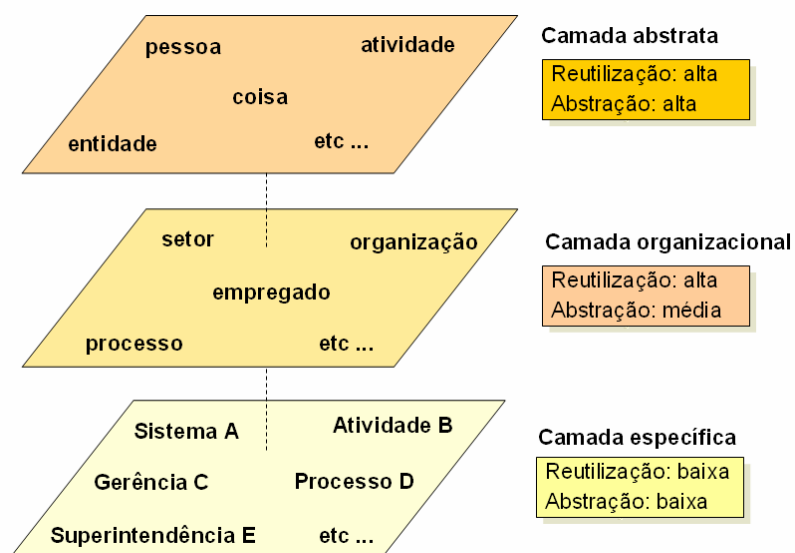 pessoa
atividade
coisa
entidade
etc ...
Camada abstrata
Reutilização: alta
Abstração: alta
setor
organização
empregado
processo
etc ...
Camada organizacional
Reutilização: alta
Abstração: média
Sistema A
Atividade B
Gerência C
Processo D
Superintendência E
etc ...
Camada específica
Reutilização: baixa
Abstração: baixa